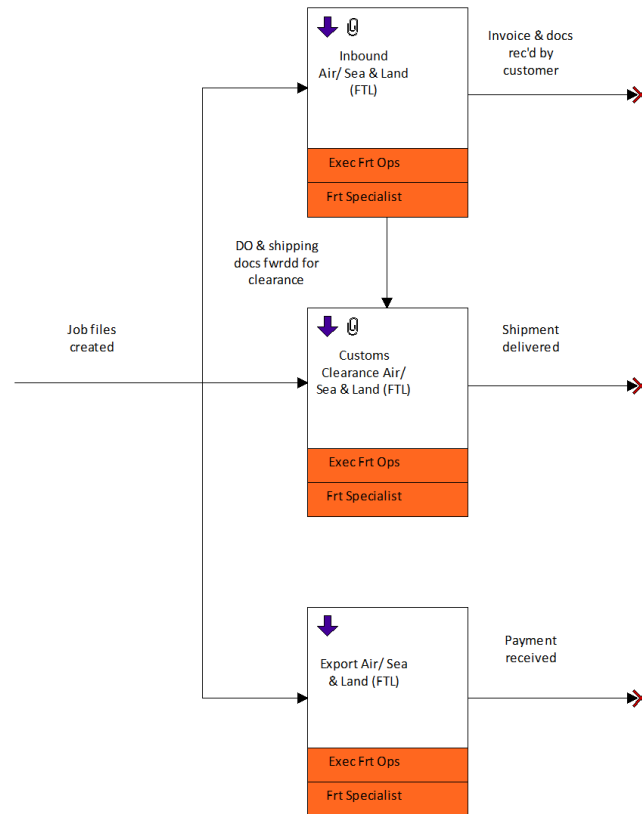 Inbound
Air/ Sea & Land
(FTL)
Exec Frt Ops
Frt Specialist
Invoice & docs
rec'd by
customer
DO & shipping
docs fwrdd for
clearance
Job files
created
Customs
Clearance Air/
Sea & Land (FTL)
Exec Frt Ops
Frt Specialist
Shipment
delivered
Export Air/ Sea
& Land (FTL)
Exec Frt Ops
Frt Specialist
Payment
received